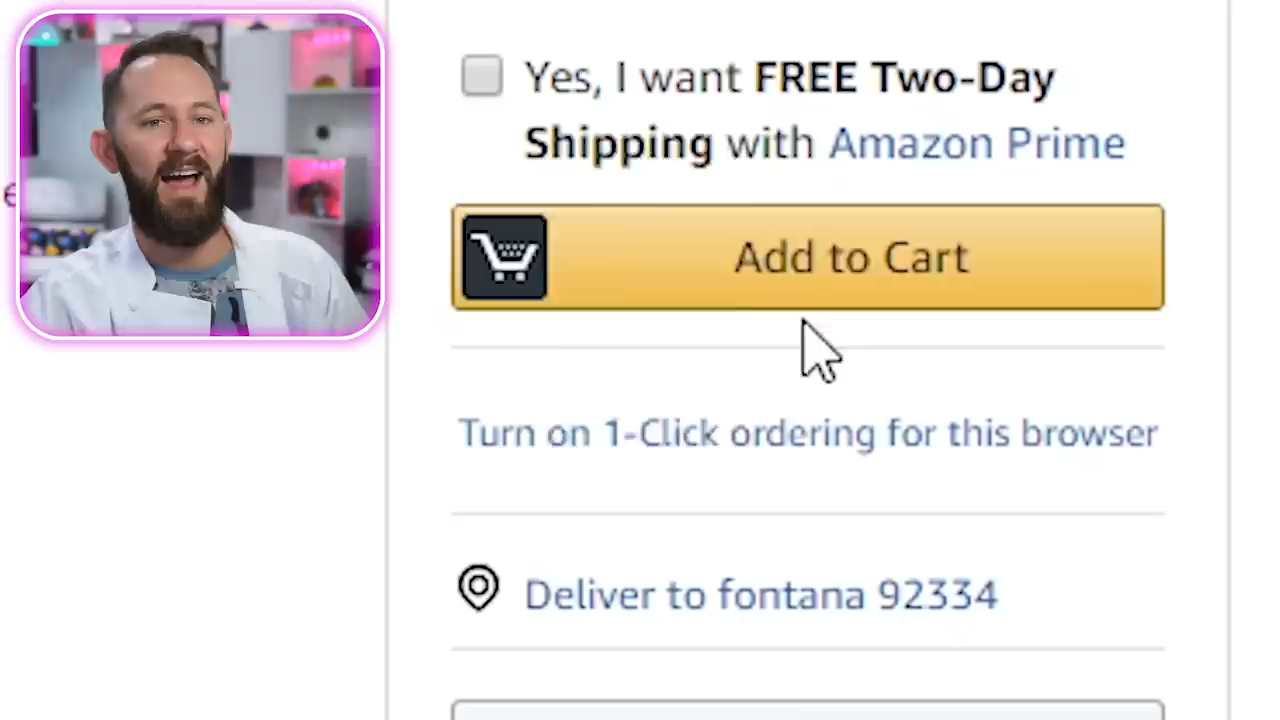 Yes, I want FREE Two-Day
Shipping with Amazon Prime
Add to Cart
Turn on 1-Click ordering for this browser
Deliver to fontana 92334